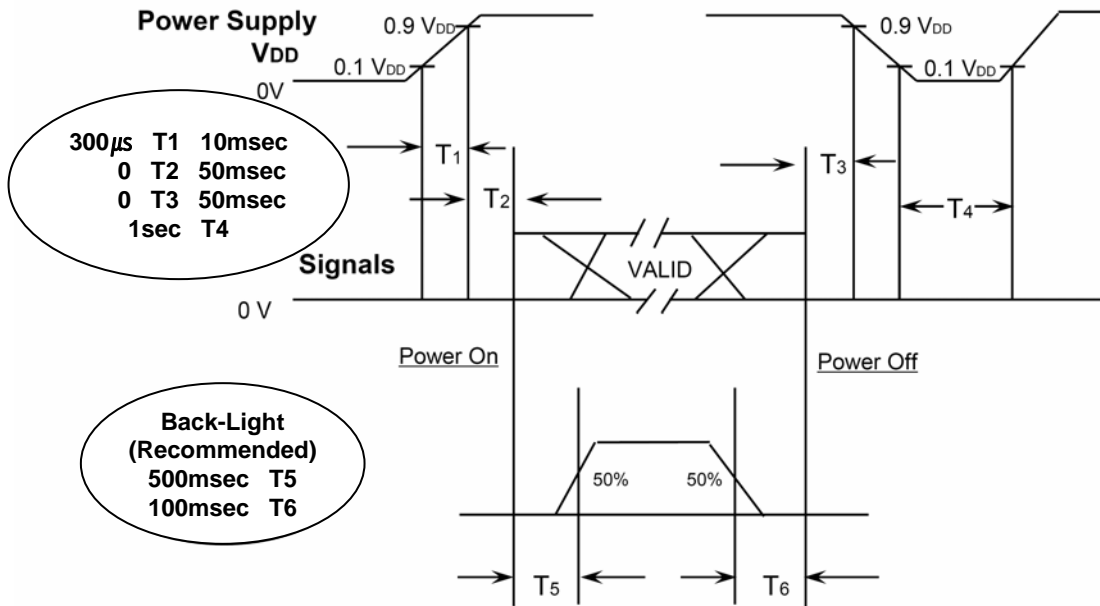 Power Supply
VDD
0.9 VDD
0.9 VDD
0.1 VDD
0.1 VDD
0V
300㎲ T1 10msec
0 T2 50msec
0 T3 50msec
1sec T4
T1
T2
T3
T4
Signals
VALID
0 V
Power On
Power Off
Back-Light
(Recommended)
500msec T5
100msec T6
50%
50%
T5
T6